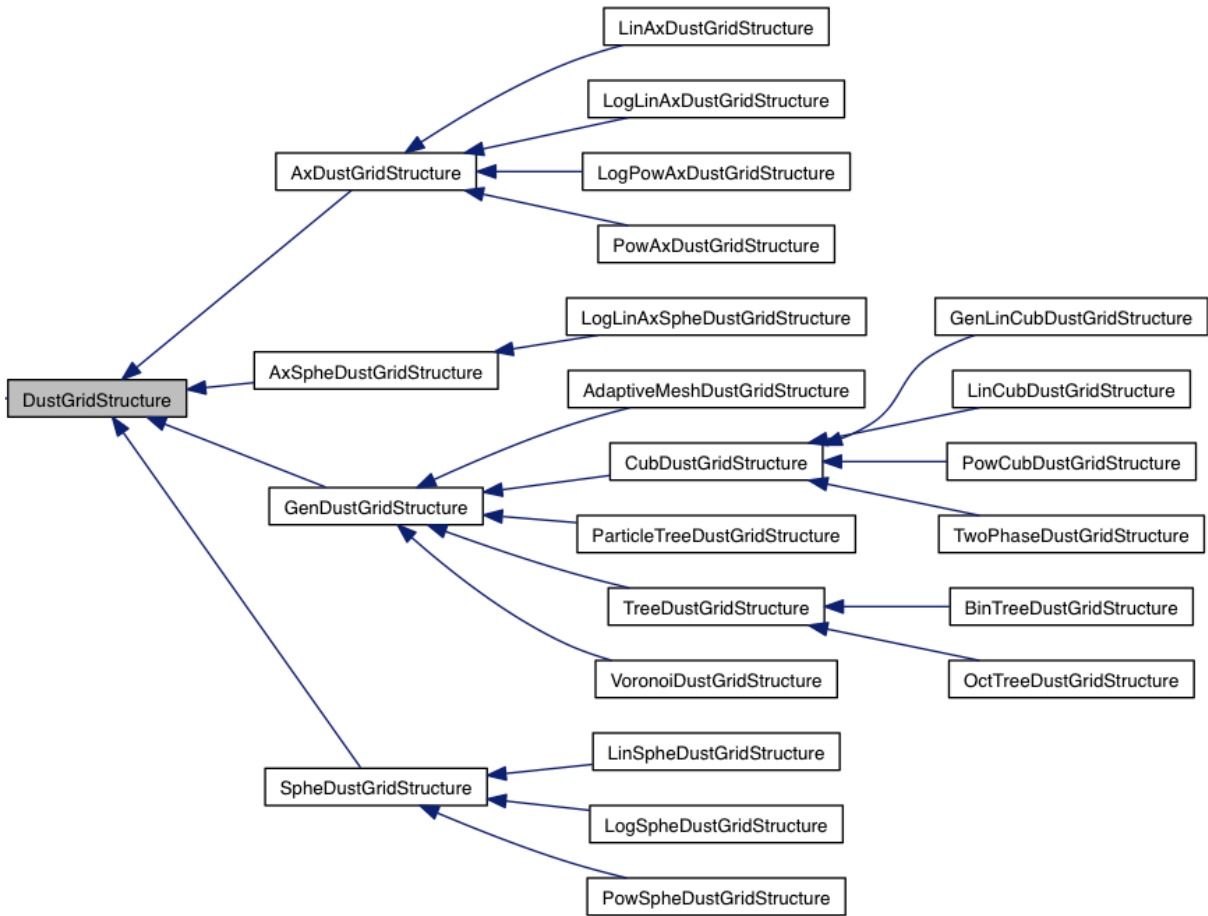 LinAxDustGridStructure
LogLinAxDustGridStructure
AxDustGridStructure
LogPowAxDustGridStructure
PowAxDustGridStructure
LogLinAxSpheDustGridStructure
GenLinCubDustGridStructure
AxSpheDustGridStructure
AdaptiveMeshDustGridStructure
LinCubDustGridStructure
DustGridStructure
CubDustGridStructure
PowCubDustGridStructure
GenDustGridStructure
ParticleTreeDustGridStructure
TwoPhaseDustGridStructure
TreeDustGridStructure
BinTreeDustGridStructure
VoronoiDustGridStructure
OctTreeDustGridStructure
LinSpheDustGridStructure
SpheDustGridStructure
LogSpheDustGridStructure
PowSpheDustGridStructure